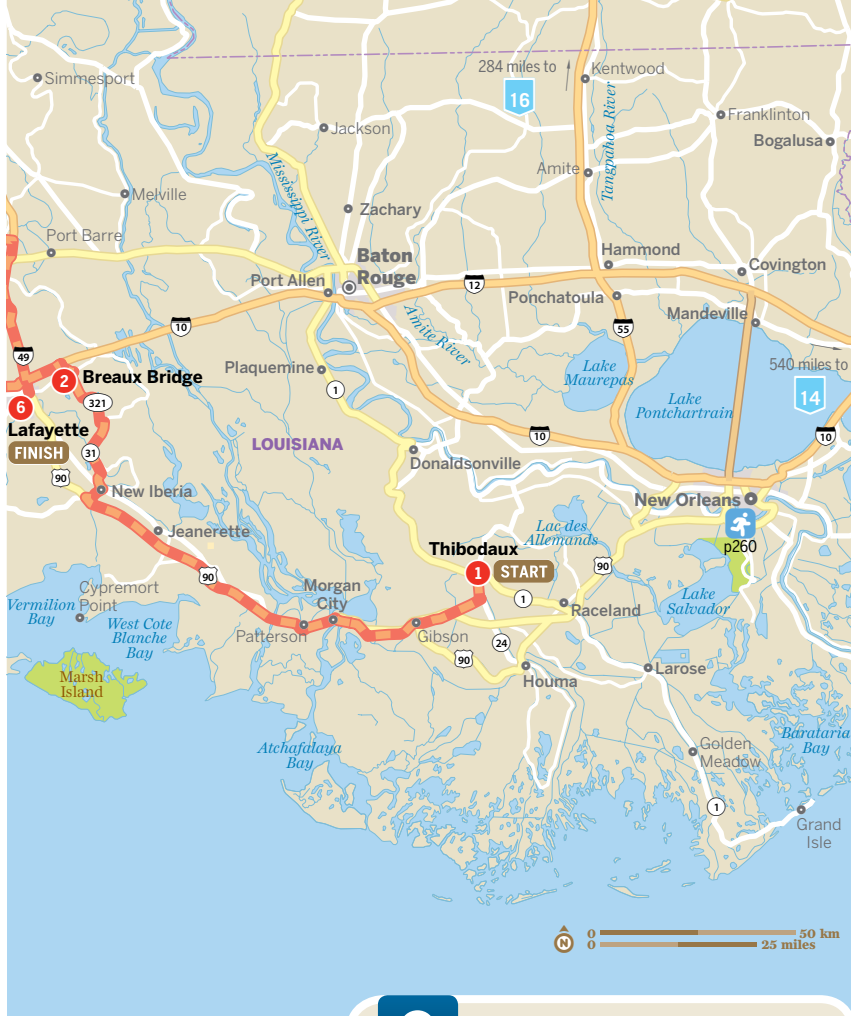 284 miles to
16
Kentwood
Simmesport
Franklinton
Jackson
Bogalusa
Tangpahoa River
Amite
Mississippi River
Melville
Zachary
Port Barre
Baton
Rouge
Hammond
Covington
Port Allen
12
Ponchatoula
Mandeville
10
55
Amite River
49
540 miles to
14
Plaquemine
Lake
Maurepas
2
Breaux Bridge
1
Lake
Pontchartrain
321
6
Lafayette
FINISH
LOUISIANA
10
10
31
Donaldsonville
90
New Iberia
New Orleans
Jeanerette
Lac des
Allemands
p260
Thibodaux
1
START
90
90
Cypremort
Point
Morgan
City
1
Raceland
Lake
Salvador
Vermilion
Bay
West Cote
Blanche
Bay
Patterson
Gibson
24
90
Larose
Marsh
Island
Houma
Barataria
Bay
Atchafalaya
Bay
Golden
Meadow
1
Grand
Isle
N
0
50 km
0
25 miles